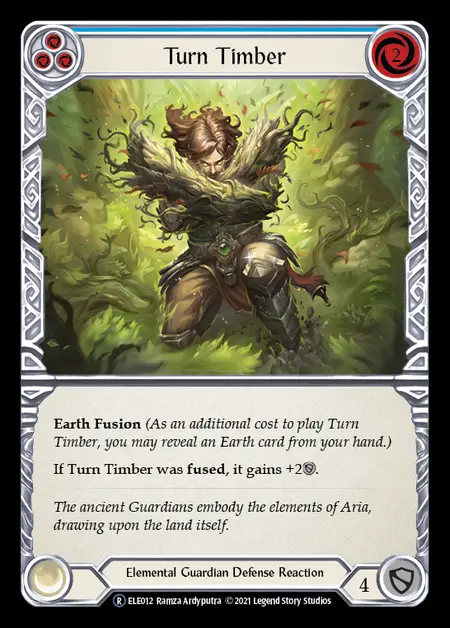 Turn Timber
2
Earth Fusion (As an additional cost to play Turn
Timber, you may reveal an Earth card from your hand.)
If Turn Timber was fused, it gains +2.
The ancient Guardians embody the elements of Aria,
drawing upon the land itself.
Elemental Guardian Defense Reaction
4
R ELE012 Ramza Ardyputra © 2021 Legend Story Studios